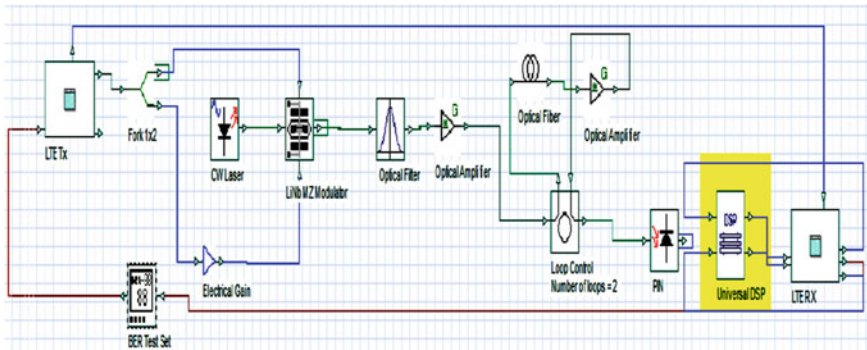 LTE Tx
Fork 1x2
CW Laser
LiNb MZ Modulator
Optical Filter
G
Optical Amplifier
Optical Fiber
G
Optical Amplifier
Loop Control
Number of loops = 2
PIN
DSP
Universal DSP
LTE RX
Electrical Gain
BER Test Set